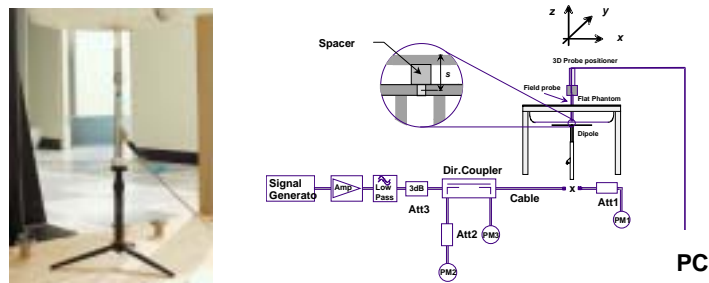 z
y
x
3D Probe positioner
Spacer
s
Field probe
Flat Phantom
Dipole
Dir.Coupler
Signal
Generato
Amp
Low
Pass
3dB
Att3
Cable
x
Att1
PM1
Att2
PM3
PM2
PC